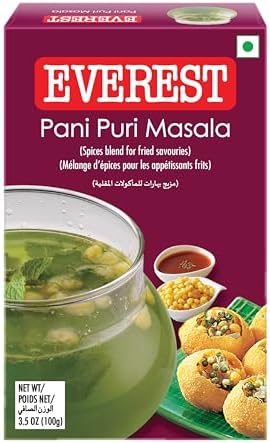 EVEREST
Pani Puri Masala
(Spices blend for fried savouries)
(Mélange d'épices pour les appétissants frits)
(مزيج بهارات للمأكولات المقلية)
NET WT/
POIDS NET/
الوزن الصافي
3.5 OZ (100g)